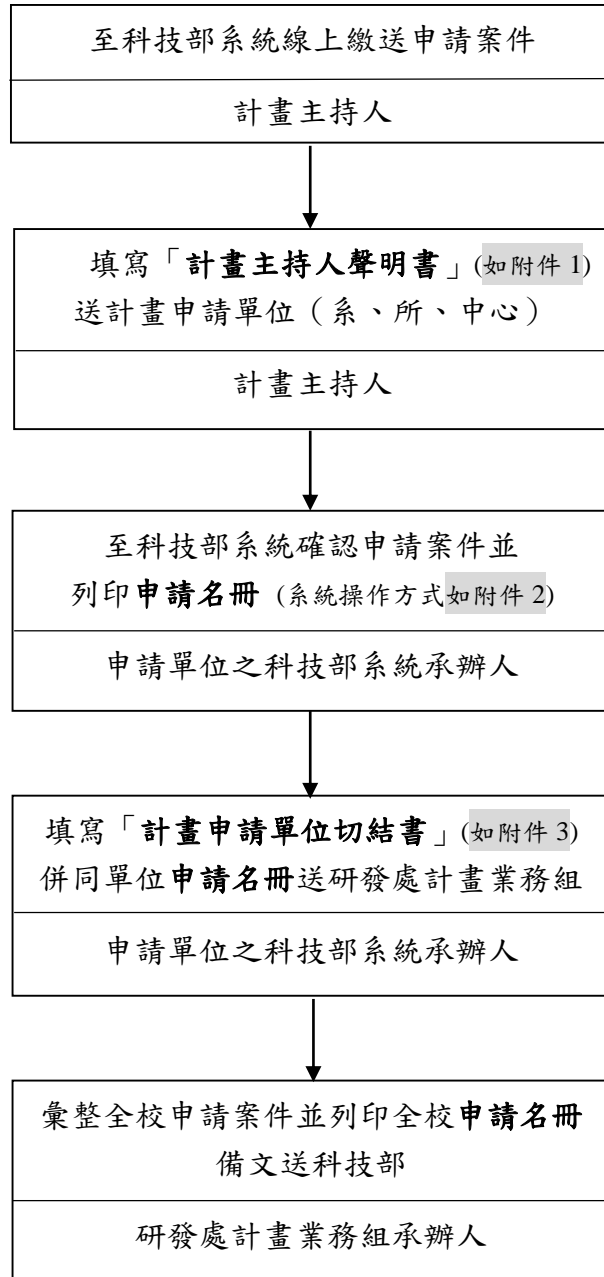 至科技部系統線上繳送申請案件
計畫主持人
填寫「計畫主持人聲明書」(如附件 1)
送計畫申請單位（系、所、中心）
計畫主持人
至科技部系統確認申請案件並
列印申請名冊 (系統操作方式如附件 2)
申請單位之科技部系統承辦人
填寫「計畫申請單位切結書」(如附件 3)
併同單位申請名冊送研發處計畫業務組
申請單位之科技部系統承辦人
彙整全校申請案件並列印全校申請名冊
備文送科技部
研發處計畫業務組承辦人